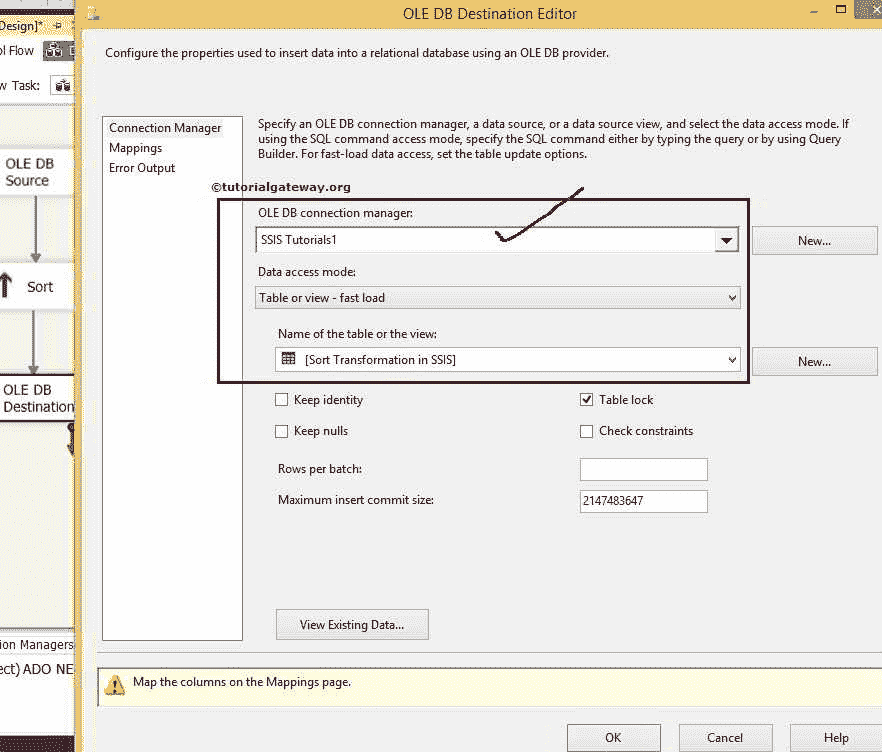 OLE DB Destination Editor
Design]*
Configure the properties used to insert data into a relational database using an OLE DB provider.
ol Flow
w Task:
Connection Manager
Mappings
Error Output
Specify an OLE DB connection manager, a data source, or a data source view, and select the data access mode. If
using the SQL command access mode, specify the SQL command either by typing the query or by using Query
Builder. For fast-load data access, set the table update options.
OLE DB
Source
©tutorialgateway.org
OLE DB connection manager:
SSIS Tutorials1
New...
Data access mode:
Table or view - fast load
Sort
Name of the table or the view:
[Sort Transformation in SSIS]
New...
OLE DB
Destination
Keep identity
Table lock
Keep nulls
Check constraints
Rows per batch:
Maximum insert commit size:
2147483647
View Existing Data...
ion Managers
ect) ADO NE
Map the columns on the Mappings page.
OK
Cancel
Help